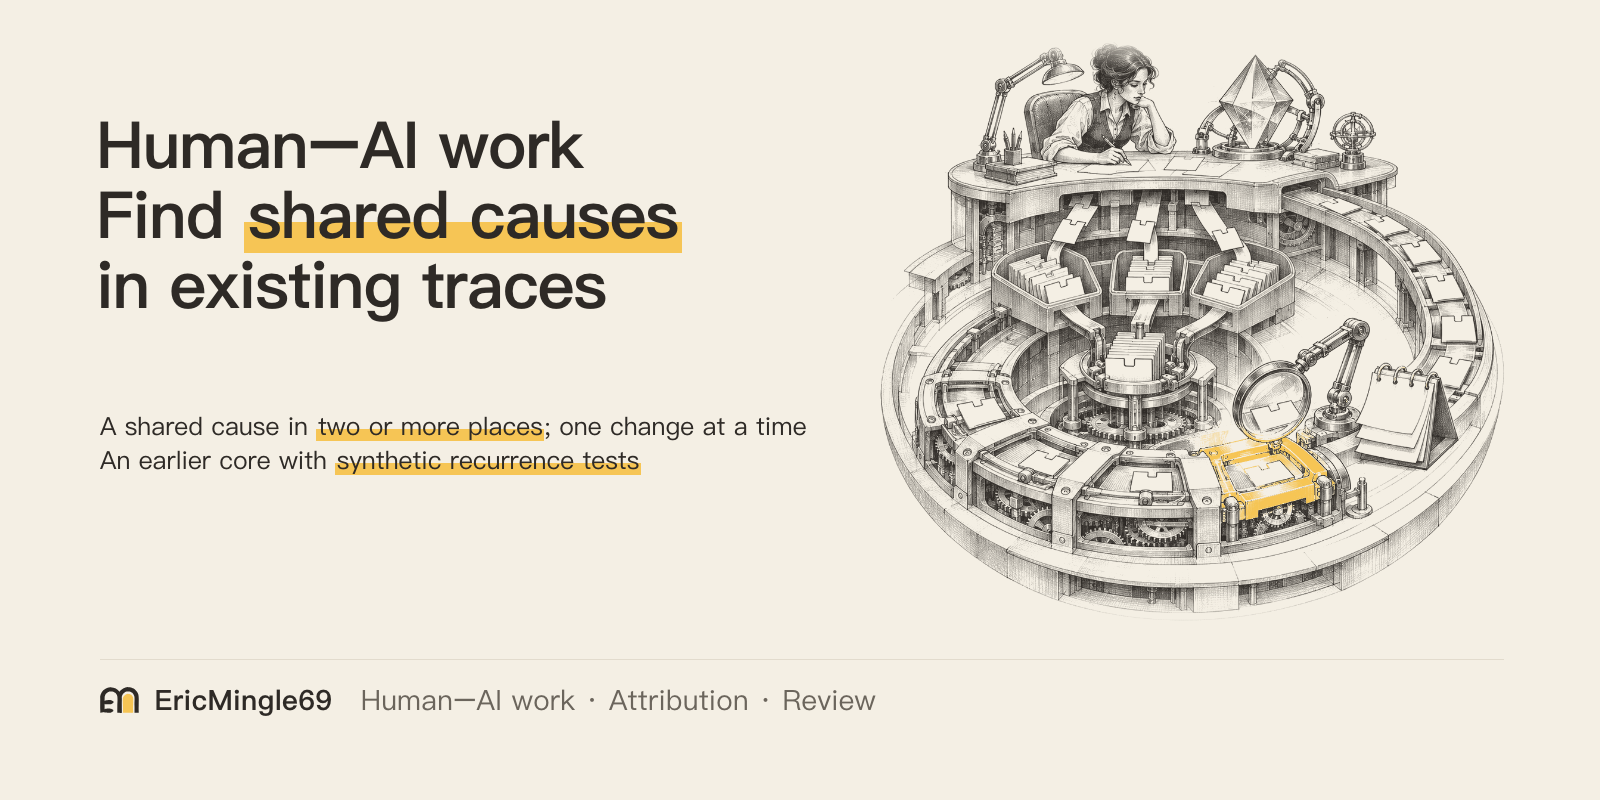 Human—AI work
Find shared causes
in existing traces
A shared cause in two or more places; one change at a time
An earlier core with synthetic recurrence tests
EricMingle69 Human—AI work · Attribution · Review